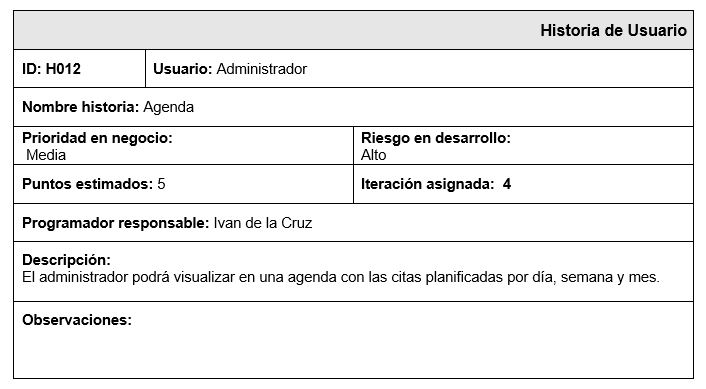 Historia de Usuario
ID: H012 Usuario: Administrador
Nombre historia: Agenda
Prioridad en negocio: Riesgo en desarrollo:
Media Alto
Puntos estimados: 5 Iteración asignada: 4
Programador responsable: Ivan de la Cruz
Descripción:
El administrador podrá visualizar en una agenda con las citas planificadas por día, semana y mes.
Observaciones: